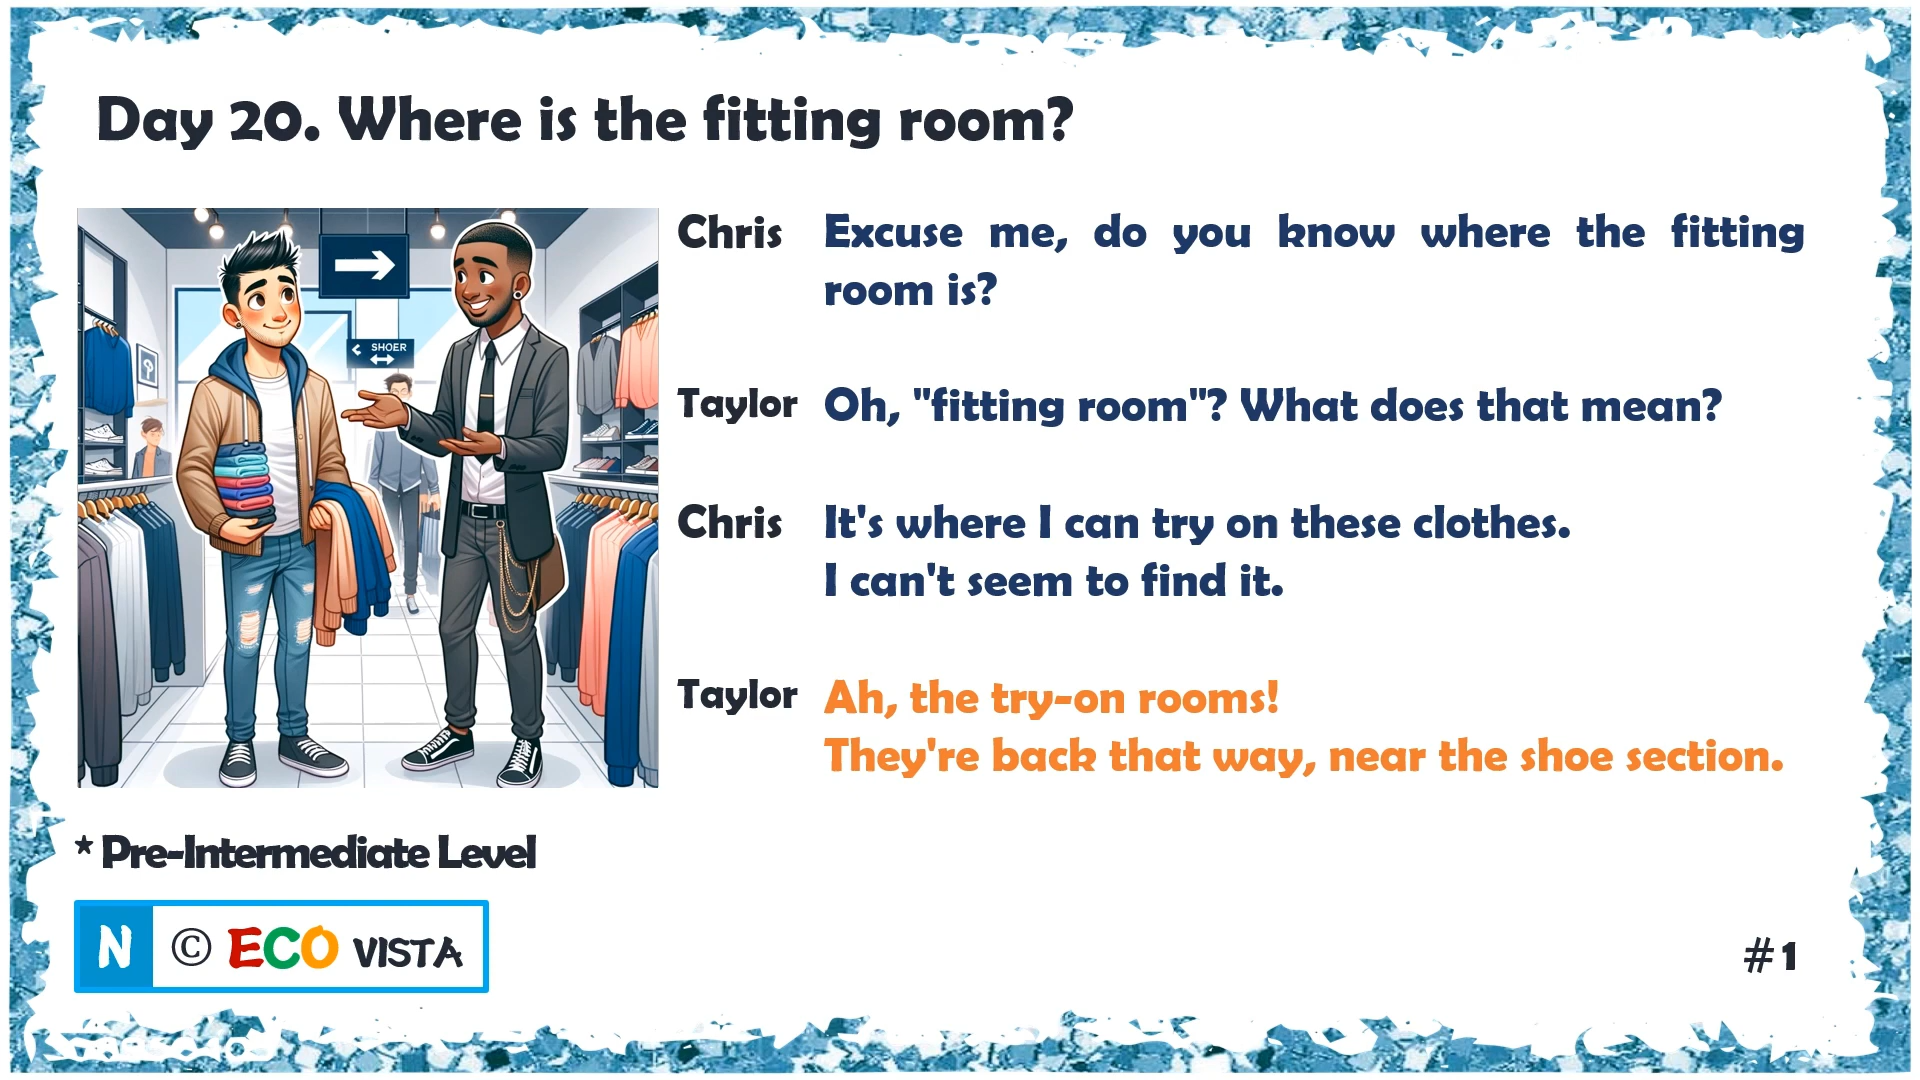 Day 20. Where is the fitting room?
Chris Excuse me, do you know where the fitting
room is?
SHOER
Taylor Oh, "fitting room"? What does that mean?
Chris It's where I can try on these clothes.
I can't seem to find it.
Taylor Ah, the try-on rooms!
They're back that way, near the shoe section.
* Pre-Intermediate Level
N © ECO VISTA
#1